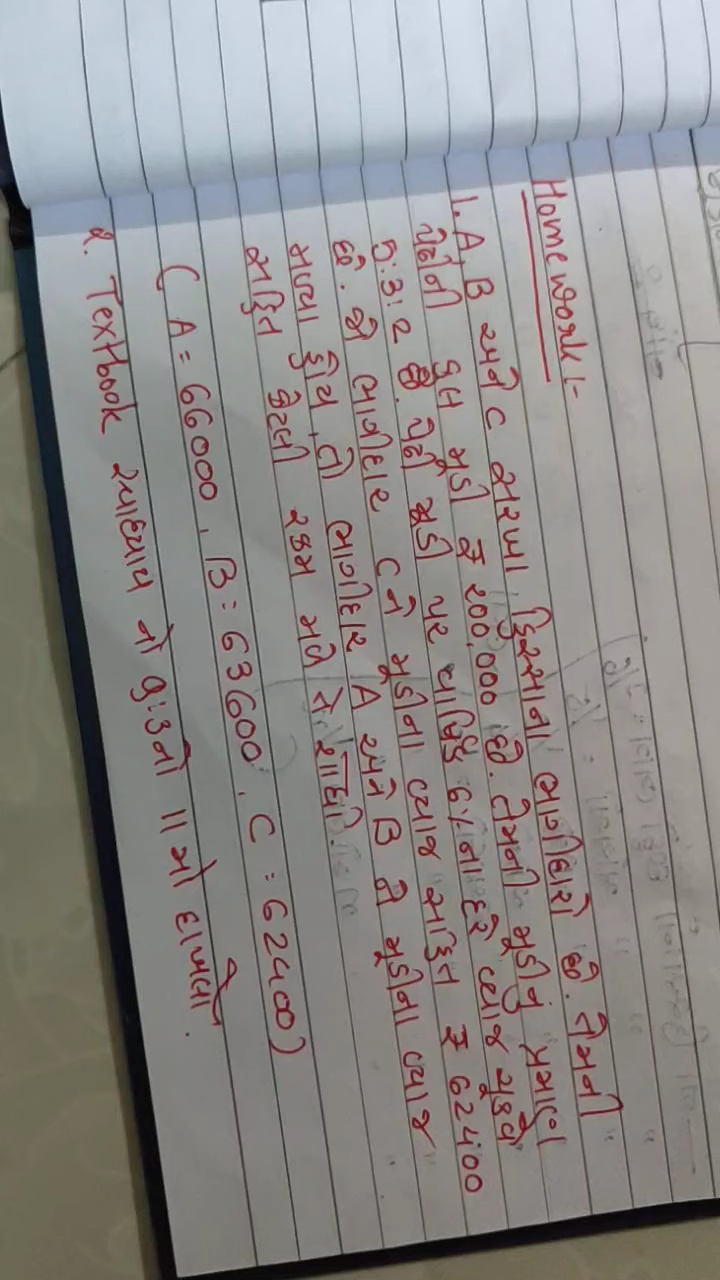 Homework :-
1. A, B અને C સરખા હિસ્સાના ભાગીદારો છે. તેમની
પેઢીની કુલ મૂડી ₹ 200,000 છે. તેમની મૂડીનું પ્રમાણ
5:3:2 છે. પેઢી મૂડી પર વાર્ષિક 6% ના દરે વ્યાજ ચૂકવે
છે. જો ભાગીદાર C ને મૂડીના વ્યાજ સહિત ₹ 62400
મળ્યા હોય, તો ભાગીદાર A અને B ને મૂડીના વ્યાજ
સહિત કેટલી રકમ મળે તે શોધો.
( A = 66000, B = 63600, C = 62400 )
2. Textbook સ્વાધ્યાય નો પ્ર:3નો 11 મો દાખલો.